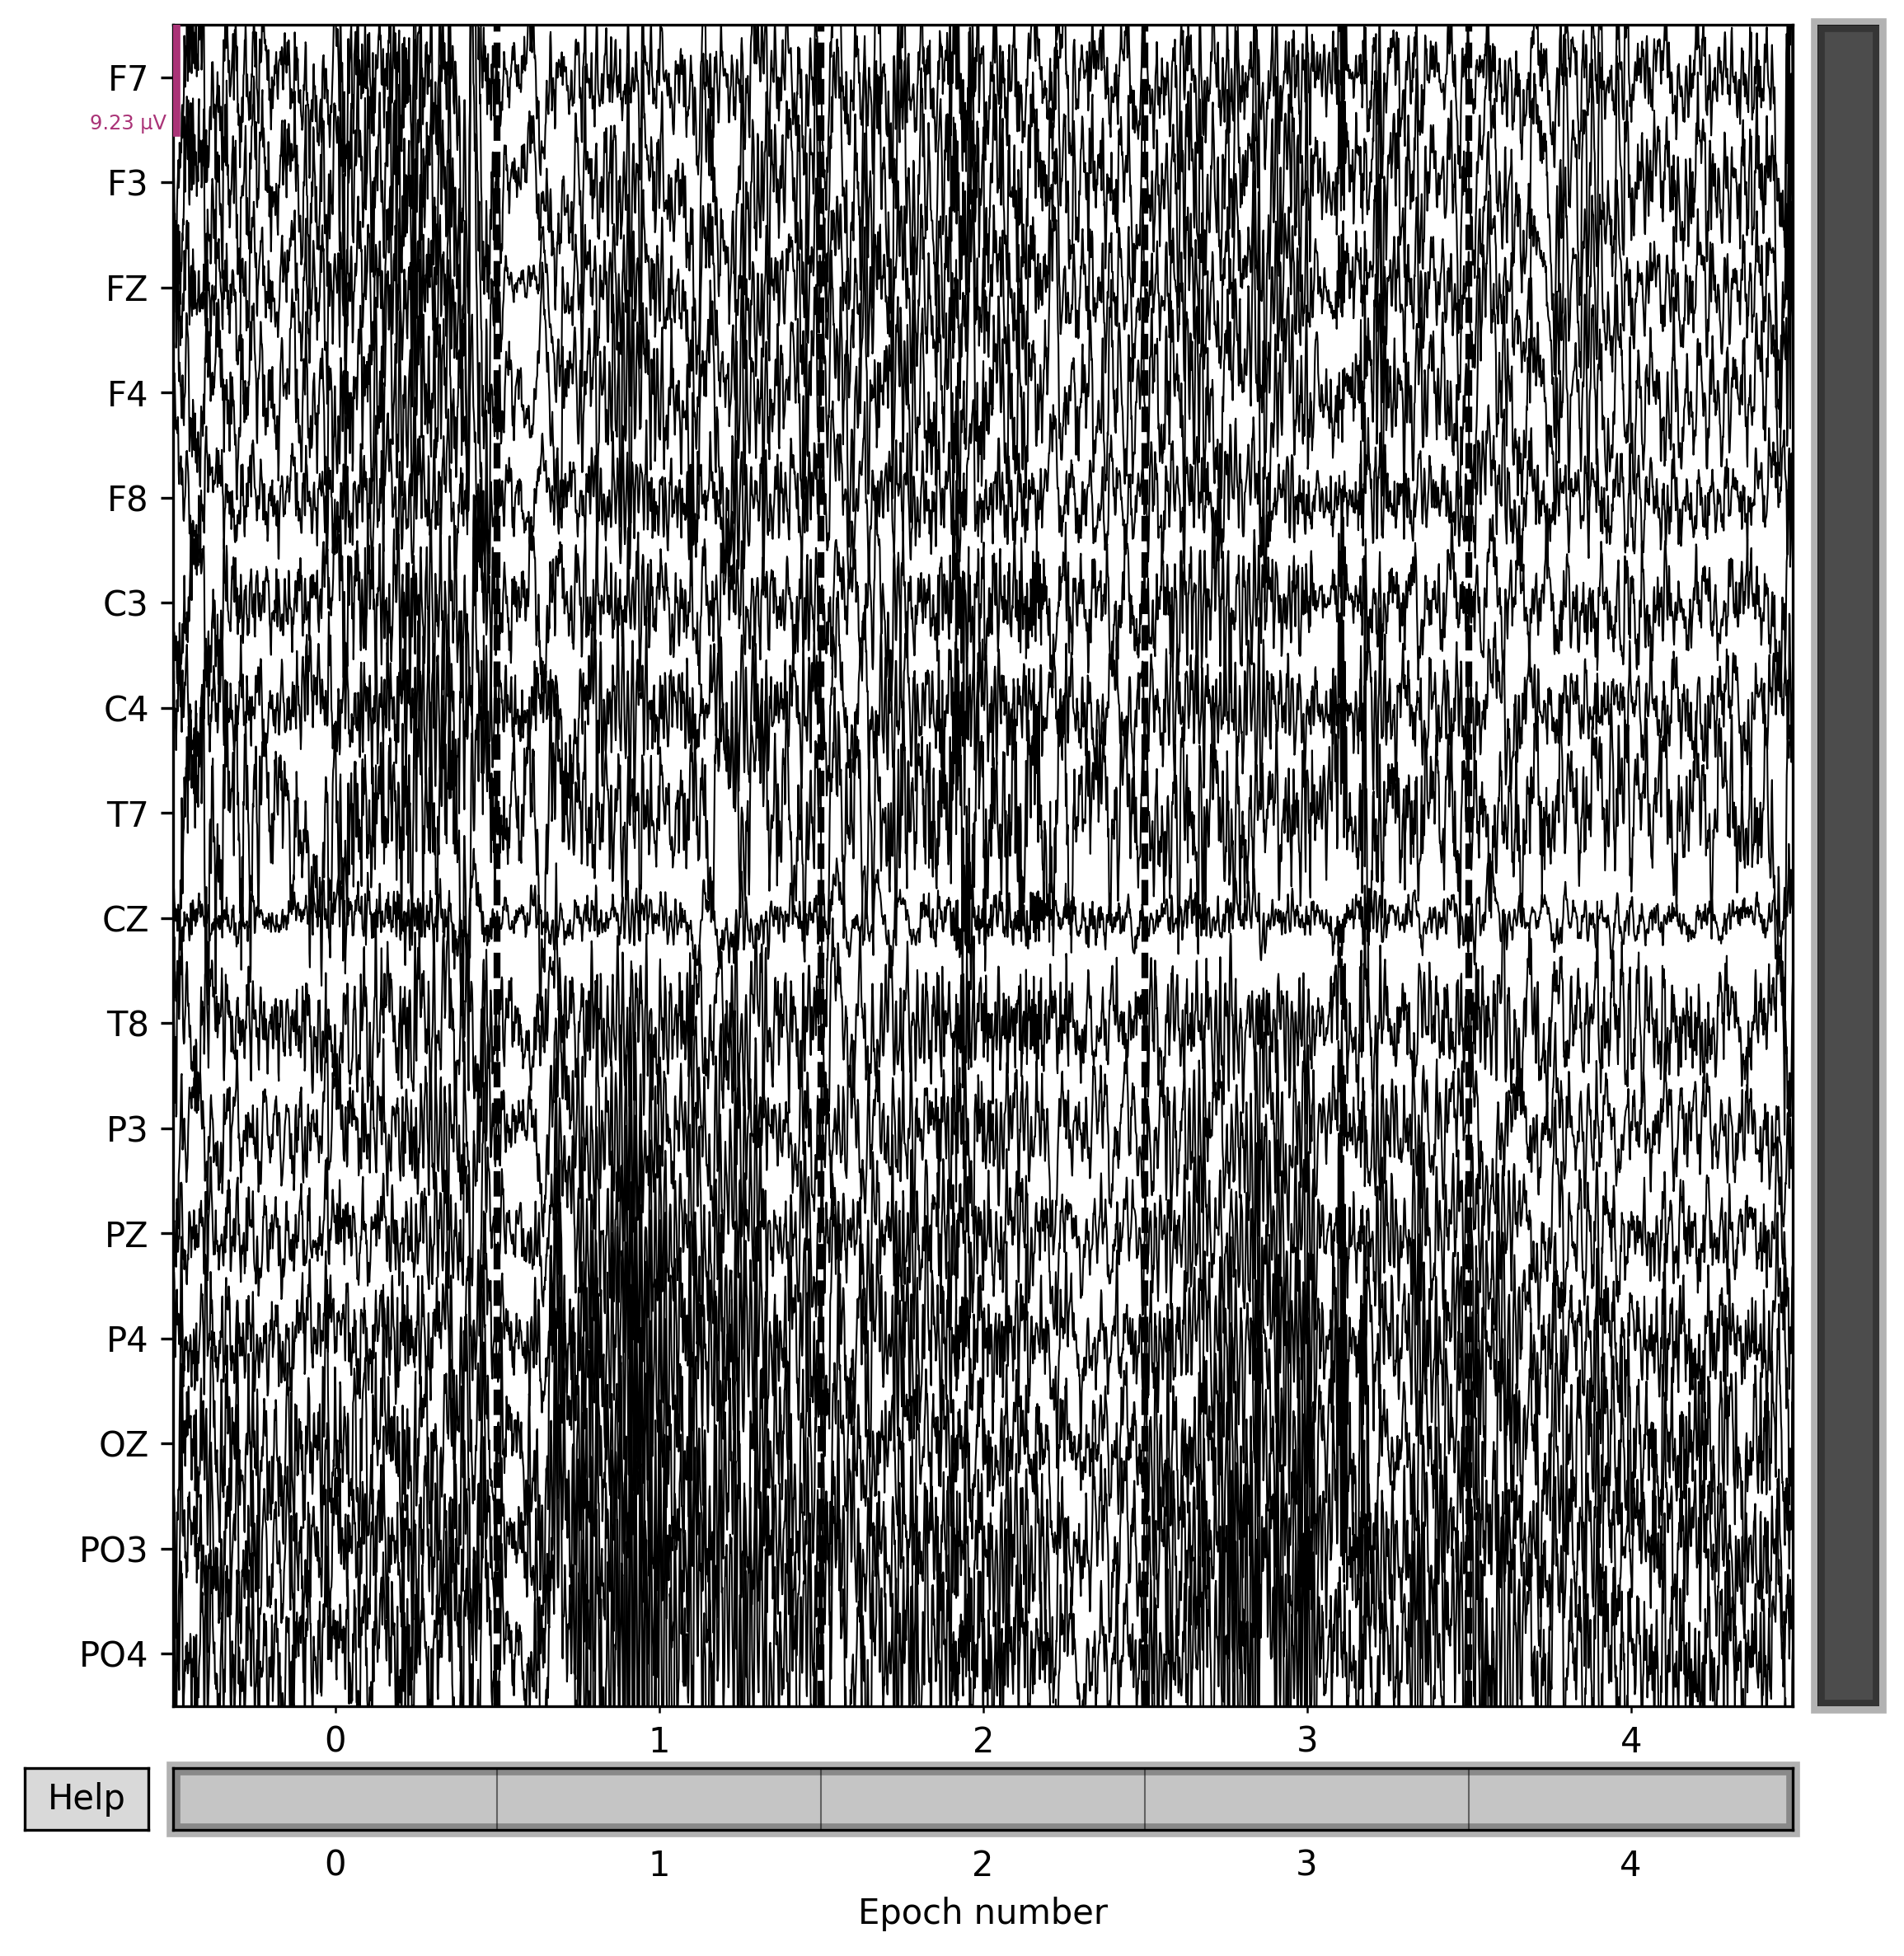 F7
9.23 µV
F3
FZ
F4
F8
C3
C4
T7
CZ
T8
P3
PZ
P4
OZ
PO3
PO4
0 1 2 3 4
Help
0 1 2 3 4
Epoch number